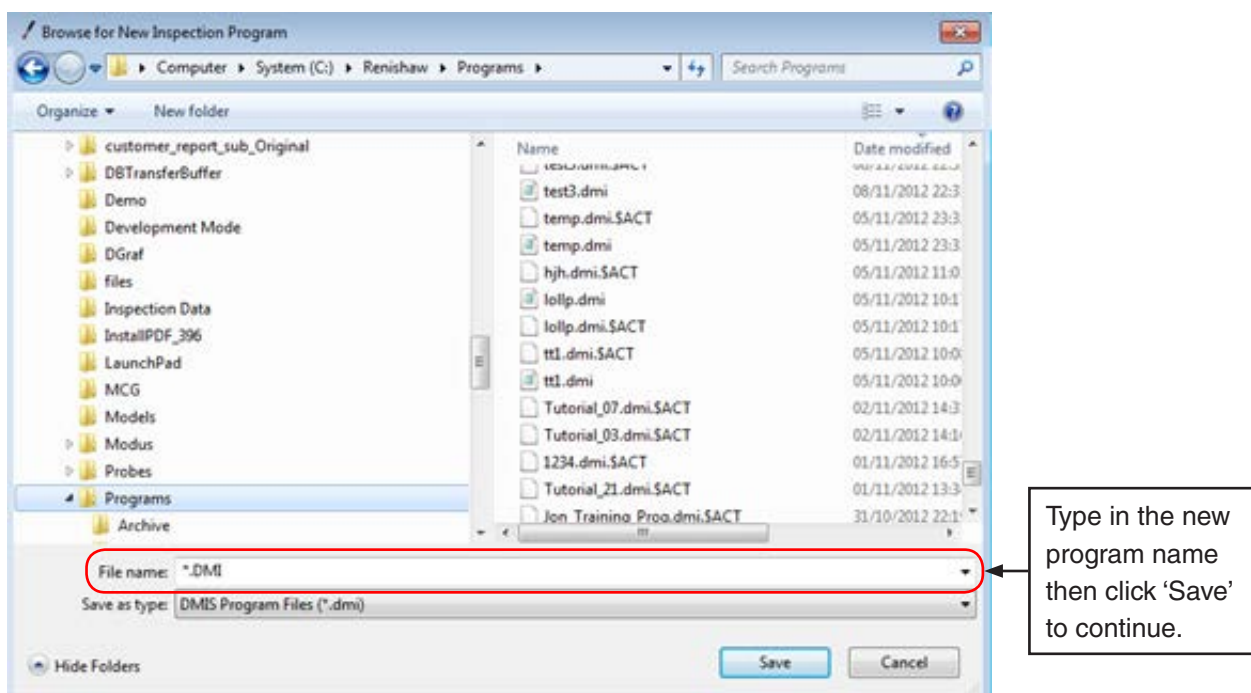 Browse for New Inspection Program
Computer ▸ System (C:) ▸ Renishaw ▸ Programs ▸
Search Programs
Organize
New folder
customer_report_sub_Original
DBTransferBuffer
Demo
Development Mode
DGraf
files
Inspection Data
InstallPDF_396
LaunchPad
MCG
Models
Modus
Probes
Programs
Archive
Name Date modified
test3.dmi 08/11/2012 22:3
temp.dmi.$ACT 05/11/2012 23:3
temp.dmi 05/11/2012 23:3
hjh.dmi.$ACT 05/11/2012 11:0
lollp.dmi 05/11/2012 10:1
lollp.dmi.$ACT 05/11/2012 10:1
tt1.dmi.$ACT 05/11/2012 10:0
tt1.dmi 05/11/2012 10:0
Tutorial_07.dmi.$ACT 02/11/2012 14:3
Tutorial_03.dmi.$ACT 02/11/2012 14:1
1234.dmi.$ACT 01/11/2012 16:5
Tutorial_21.dmi.$ACT 01/11/2012 13:3
Jon_Training_Prog.dmi.$ACT 31/10/2012 22:1
File name: *.DMI
Save as type: DMIS Program Files (*.dmi)
Hide Folders
Save
Cancel
Type in the new
program name
then click ‘Save’
to continue.